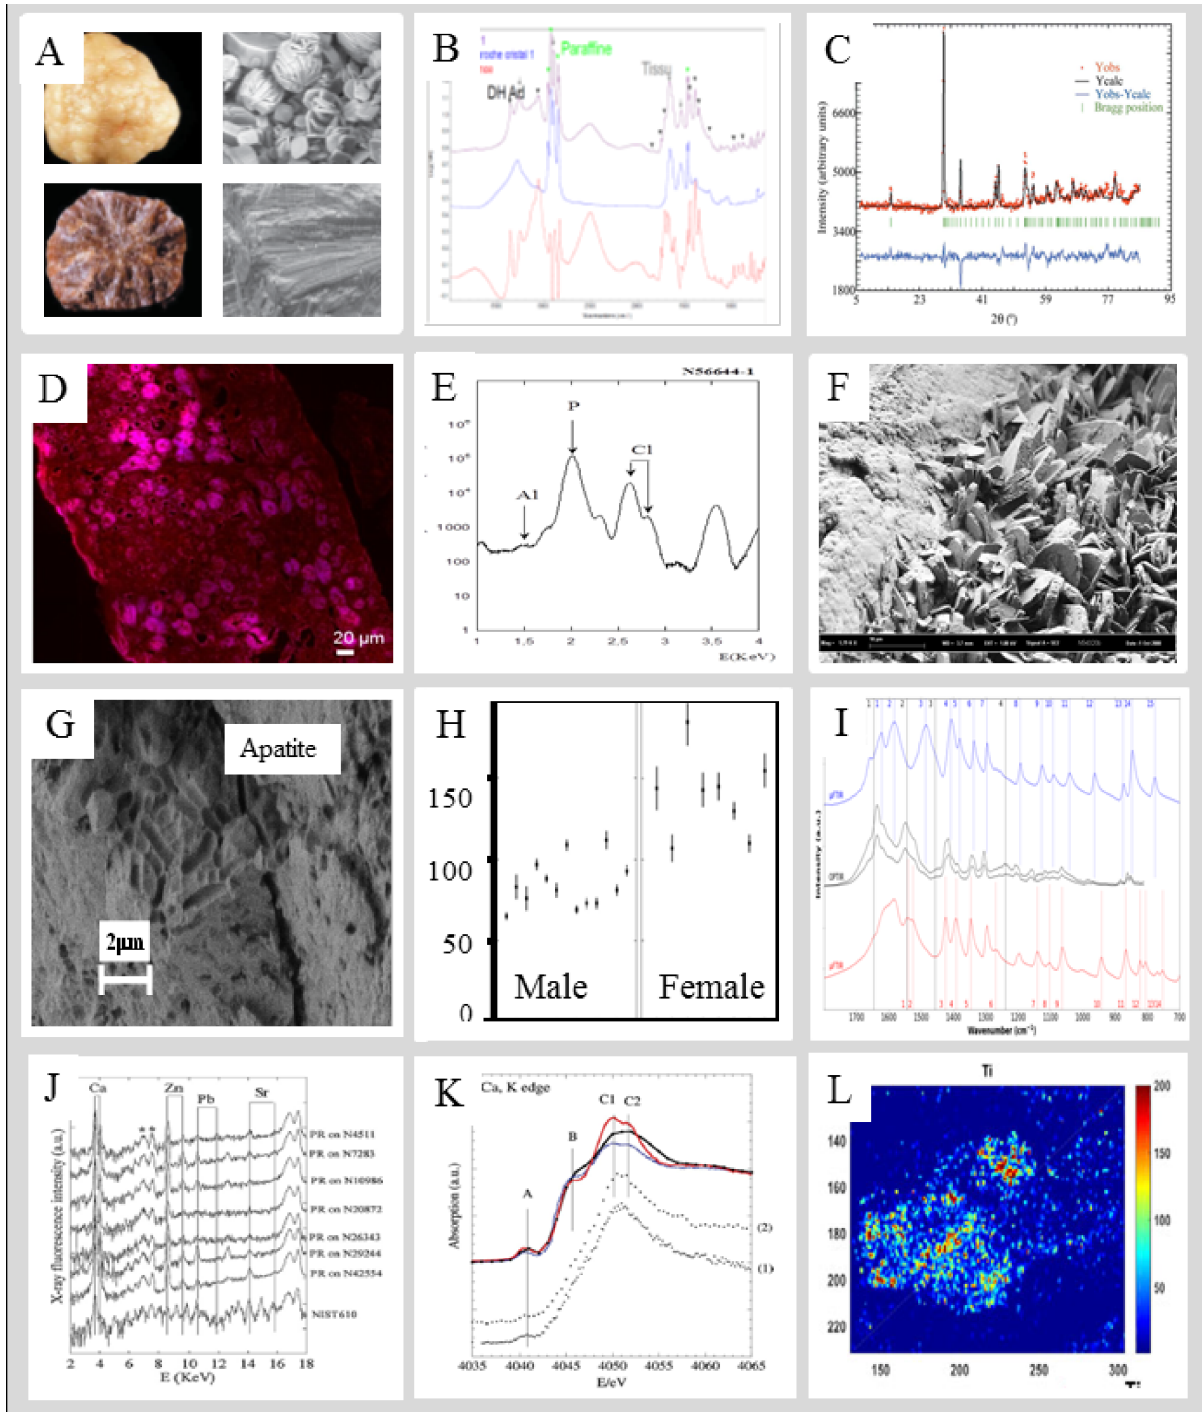 A
B
Paraffine
Tissu
DH Ad
C
Yobs
Ycalc
Yobs-Ycalc
Bragg position
Intensity (arbitrary units)
6600
5000
3400
1800
5 23 41 59 77 95
2θ (°)
D
20 μm
E
N56644-1
P
Cl
Al
1000
100
10
1
1 1,5 2 2,5 3 3,5 4
E(KeV)
F
G
Apatite
2μm
H
150
100
50
0
Male Female
I
Intensity (a.u.)
μFTIR
OPTIR
μFTIR
1700 1600 1500 1400 1300 1200 1100 1000 900 800 700
Wavenumber (cm⁻¹)
J
Ca Zn Pb Sr
X-ray fluorescence intensity (a.u.)
PR on N4511
PR on N7283
PR on N10986
PR on N20872
PR on N26343
PR on N29244
PR on N42554
NIST610
2 4 6 8 10 12 14 16 18
E (KeV)
K
Ca, K edge
C1 C2
B
A
(2)
(1)
Absorption (a.u.)
4035 4040 4045 4050 4055 4060 4065
E/eV
L
Ti
140
160
180
200
220
150 200 250 300
200
150
100
50